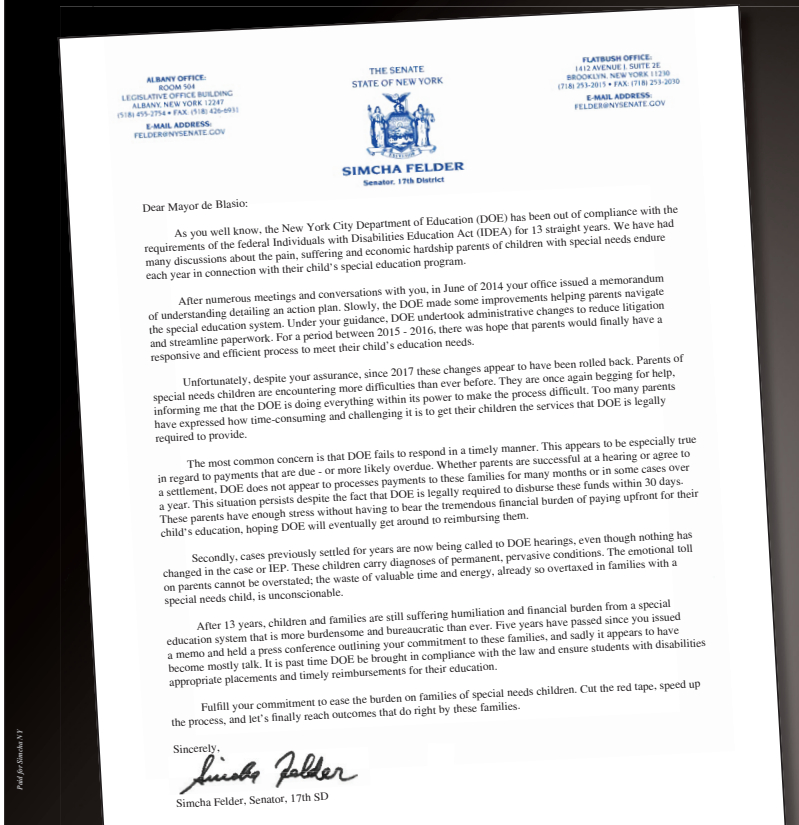 ALBANY OFFICE:
ROOM 504
LEGISLATIVE OFFICE BUILDING
ALBANY, NEW YORK 12247
(518) 455-2754 • FAX (518) 426-6931
E-MAIL ADDRESS:
FELDER@NYSENATE.GOV
THE SENATE
STATE OF NEW YORK
SIMCHA FELDER
Senator, 17th District
FLATBUSH OFFICE:
1412 AVENUE J, SUITE 2E
BROOKLYN, NEW YORK 11230
(718) 253-2015 • FAX: (718) 253-2030
E-MAIL ADDRESS:
FELDER@NYSENATE.GOV
Dear Mayor de Blasio:
As you well know, the New York City Department of Education (DOE) has been out of compliance with the
requirements of the federal Individuals with Disabilities Education Act (IDEA) for 13 straight years. We have had
many discussions about the pain, suffering and economic hardship parents of children with special needs endure
each year in connection with their child's special education program.
After numerous meetings and conversations with you, in June of 2014 your office issued a memorandum
of understanding detailing an action plan. Slowly, the DOE made some improvements helping parents navigate
the special education system. Under your guidance, DOE undertook administrative changes to reduce litigation
and streamline paperwork. For a period between 2015 - 2016, there was hope that parents would finally have a
responsive and efficient process to meet their child's education needs.
Unfortunately, despite your assurance, since 2017 these changes appear to have been rolled back. Parents of
special needs children are encountering more difficulties than ever before. They are once again begging for help,
informing me that the DOE is doing everything within its power to make the process difficult. Too many parents
have expressed how time-consuming and challenging it is to get their children the services that DOE is legally
required to provide.
The most common concern is that DOE fails to respond in a timely manner. This appears to be especially true
in regard to payments that are due - or more likely overdue. Whether parents are successful at a hearing or agree to
a settlement, DOE does not appear to processes payments to these families for many months or in some cases over
a year. This situation persists despite the fact that DOE is legally required to disburse these funds within 30 days.
These parents have enough stress without having to bear the tremendous financial burden of paying upfront for their
child's education, hoping DOE will eventually get around to reimbursing them.
Secondly, cases previously settled for years are now being called to DOE hearings, even though nothing has
changed in the case or IEP. These children carry diagnoses of permanent, pervasive conditions. The emotional toll
on parents cannot be overstated; the waste of valuable time and energy, already so overtaxed in families with a
special needs child, is unconscionable.
After 13 years, children and families are still suffering humiliation and financial burden from a special
education system that is more burdensome and bureaucratic than ever. Five years have passed since you issued
a memo and held a press conference outlining your commitment to these families, and sadly it appears to have
become mostly talk. It is past time DOE be brought in compliance with the law and ensure students with disabilities
appropriate placements and timely reimbursements for their education.
Fulfill your commitment to ease the burden on families of special needs children. Cut the red tape, speed up
the process, and let's finally reach outcomes that do right by these families.
Sincerely,
Simcha Felder
Simcha Felder, Senator, 17th SD
Paid for Simcha NY